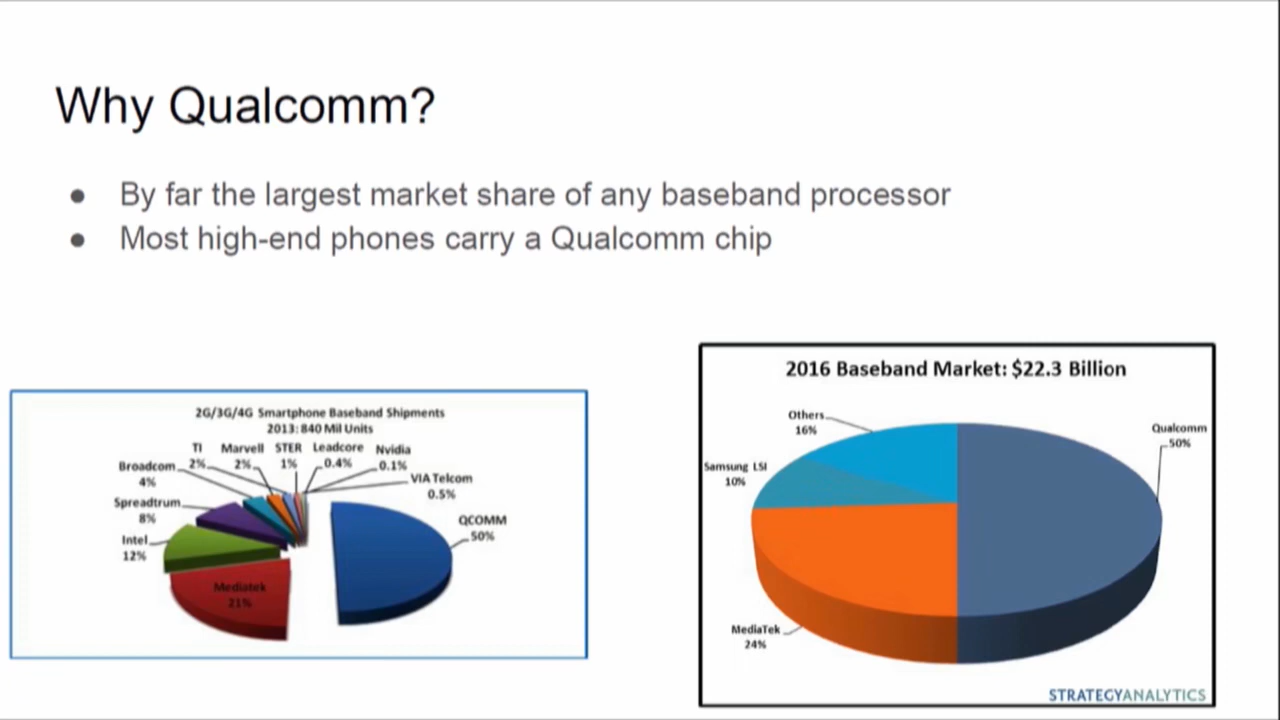 Why Qualcomm?
● By far the largest market share of any baseband processor
● Most high-end phones carry a Qualcomm chip
2G/3G/4G Smartphone Baseband Shipments
2013: 840 Mil Units
TI
2%
Marvell
2%
STER
1%
Leadcore
0.4%
Nvidia
0.1%
Broadcom
4%
VIA Telcom
0.5%
Spreadtrum
8%
QCOMM
50%
Intel
12%
Mediatek
21%
2016 Baseband Market: $22.3 Billion
Others
16%
Qualcomm
50%
Samsung LSI
10%
MediaTek
24%
STRATEGYANALYTICS